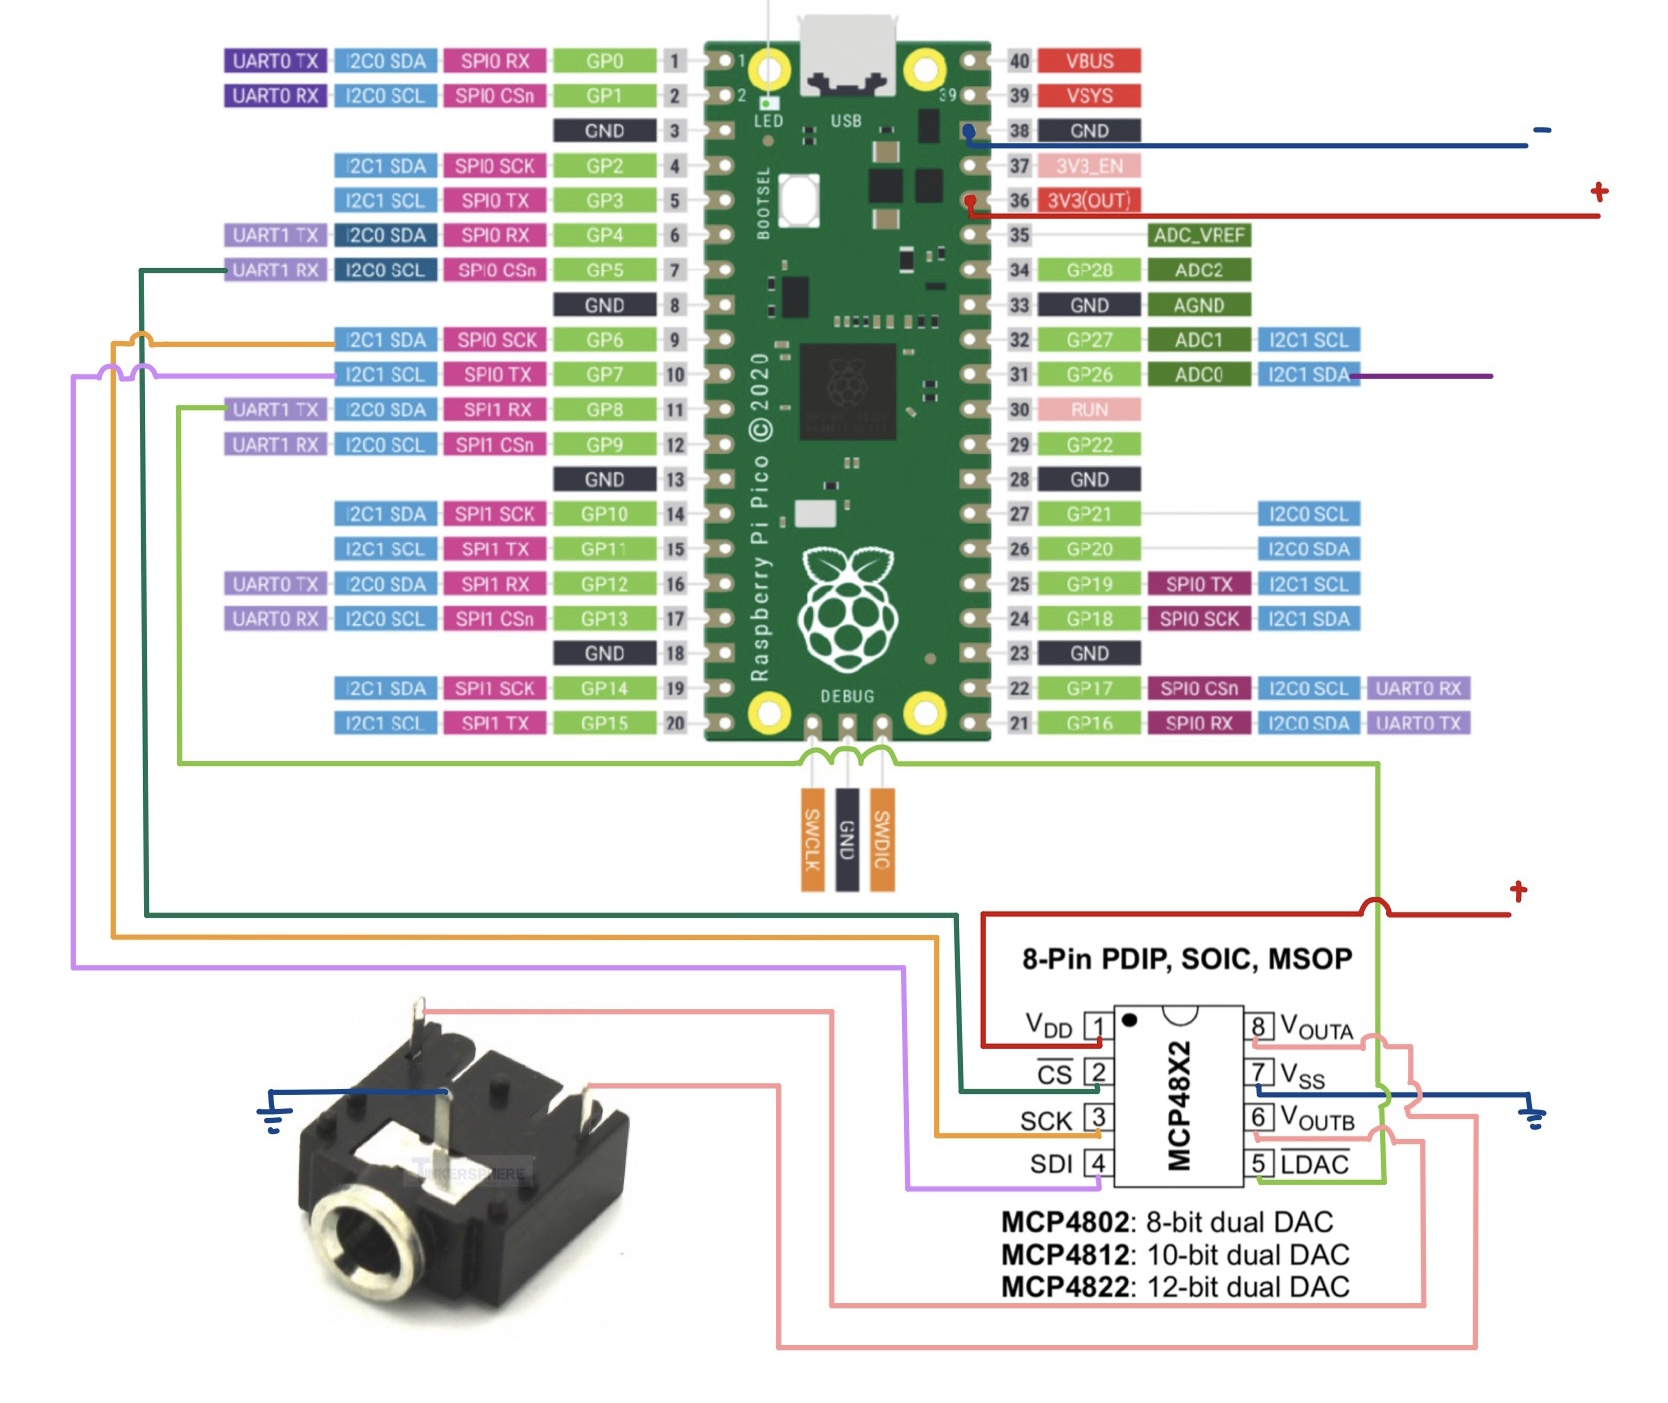 UART0 TX I2C0 SDA SPI0 RX GP0 1 1 40 VBUS
UART0 RX I2C0 SCL SPI0 CSn GP1 2 2 39 39 VSYS
LED USB
GND 3 38 GND −
I2C1 SDA SPI0 SCK GP2 4 37 3V3_EN
BOOTSEL
I2C1 SCL SPI0 TX GP3 5 36 3V3(OUT) +
UART1 TX I2C0 SDA SPI0 RX GP4 6 35 ADC_VREF
UART1 RX I2C0 SCL SPI0 CSn GP5 7 34 GP28 ADC2
GND 8 33 GND AGND
I2C1 SDA SPI0 SCK GP6 9 32 GP27 ADC1 I2C1 SCL
I2C1 SCL SPI0 TX GP7 10 31 GP26 ADC0 I2C1 SDA
UART1 TX I2C0 SDA SPI1 RX GP8 11 30 RUN
UART1 RX I2C0 SCL SPI1 CSn GP9 12 29 GP22
GND 13 28 GND
I2C1 SDA SPI1 SCK GP10 14 27 GP21 I2C0 SCL
I2C1 SCL SPI1 TX GP11 15 26 GP20 I2C0 SDA
UART0 TX I2C0 SDA SPI1 RX GP12 16 25 GP19 SPI0 TX I2C1 SCL
UART0 RX I2C0 SCL SPI1 CSn GP13 17 24 GP18 SPI0 SCK I2C1 SDA
GND 18 23 GND
I2C1 SDA SPI1 SCK GP14 19 22 GP17 SPI0 CSn I2C0 SCL UART0 RX
I2C1 SCL SPI1 TX GP15 20 21 GP16 SPI0 RX I2C0 SDA UART0 TX
Raspberry Pi Pico ©2020
DEBUG
SWCLK GND SWDIO
+
8-Pin PDIP, SOIC, MSOP
VDD 1 8 VOUTA
CS 2 7 VSS
SCK 3 6 VOUTB
SDI 4 5 LDAC
MCP48X2
TINKERSPHERE
MCP4802: 8-bit dual DAC
MCP4812: 10-bit dual DAC
MCP4822: 12-bit dual DAC